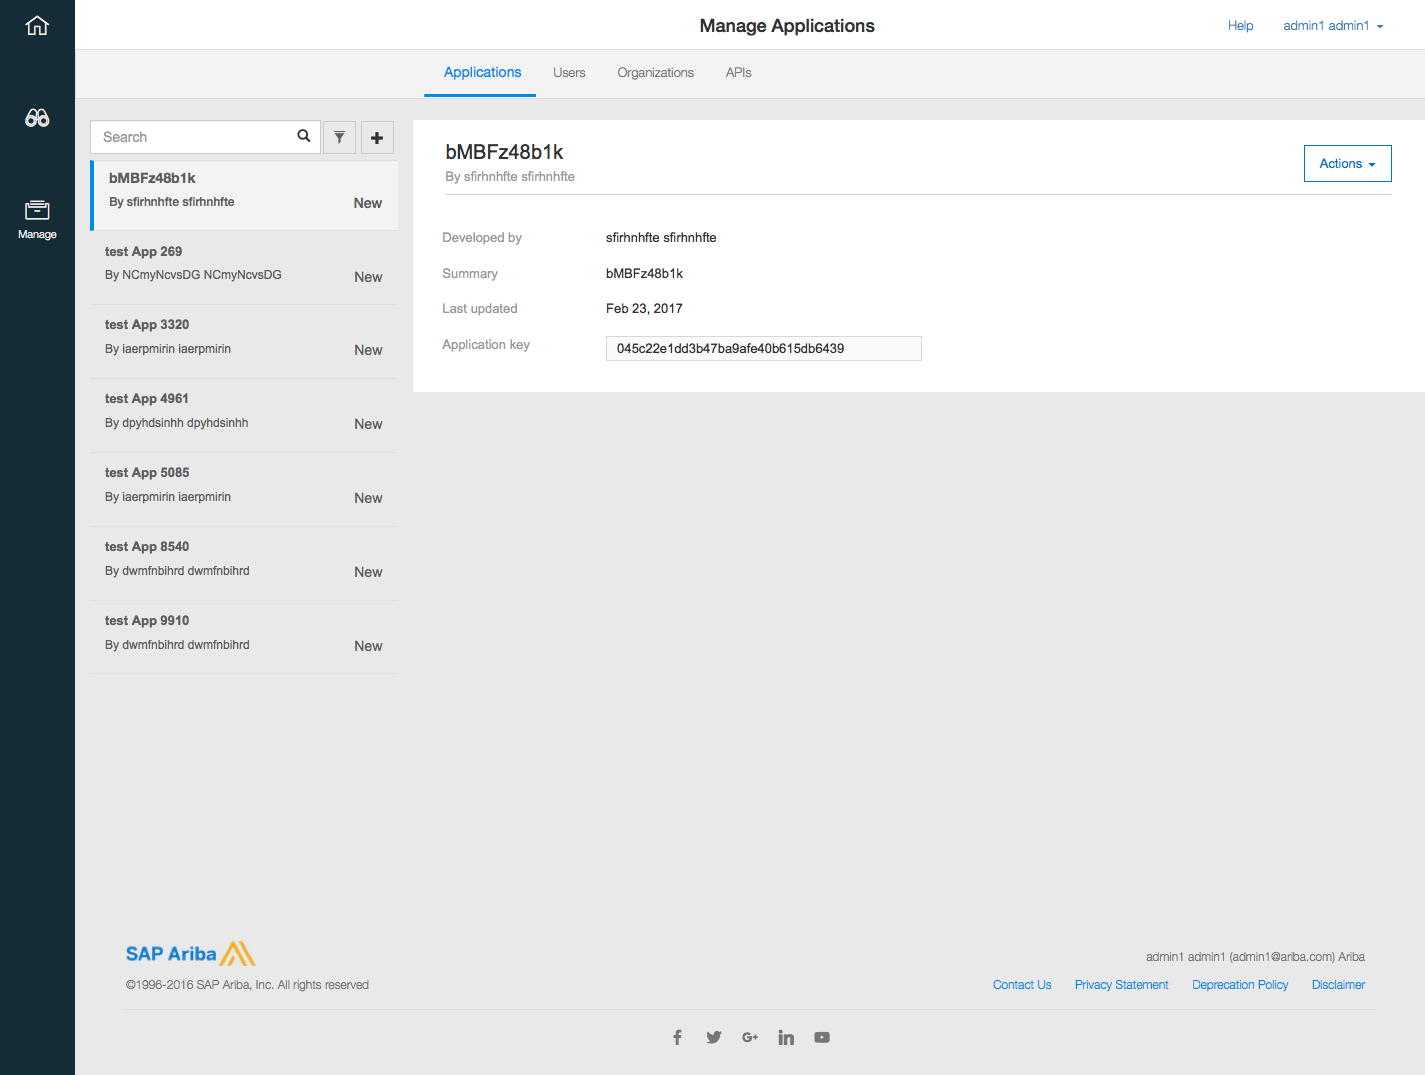 Manage Applications
Help
admin1 admin1
Applications
Users
Organizations
APIs
Manage
Search
bMBFz48b1k
By sfirhnhfte sfirhnhfte
New
test App 269
By NCmyNcvsDG NCmyNcvsDG
New
test App 3320
By iaerpmirin iaerpmirin
New
test App 4961
By dpyhdsinhh dpyhdsinhh
New
test App 5085
By iaerpmirin iaerpmirin
New
test App 8540
By dwmfnbihrd dwmfnbihrd
New
test App 9910
By dwmfnbihrd dwmfnbihrd
New
bMBFz48b1k
By sfirhnhfte sfirhnhfte
Actions
Developed by
sfirhnhfte sfirhnhfte
Summary
bMBFz48b1k
Last updated
Feb 23, 2017
Application key
045c22e1dd3b47ba9afe40b615db6439
SAP Ariba
©1996-2016 SAP Ariba, Inc. All rights reserved
admin1 admin1 (admin1@ariba.com) Ariba
Contact Us
Privacy Statement
Deprecation Policy
Disclaimer